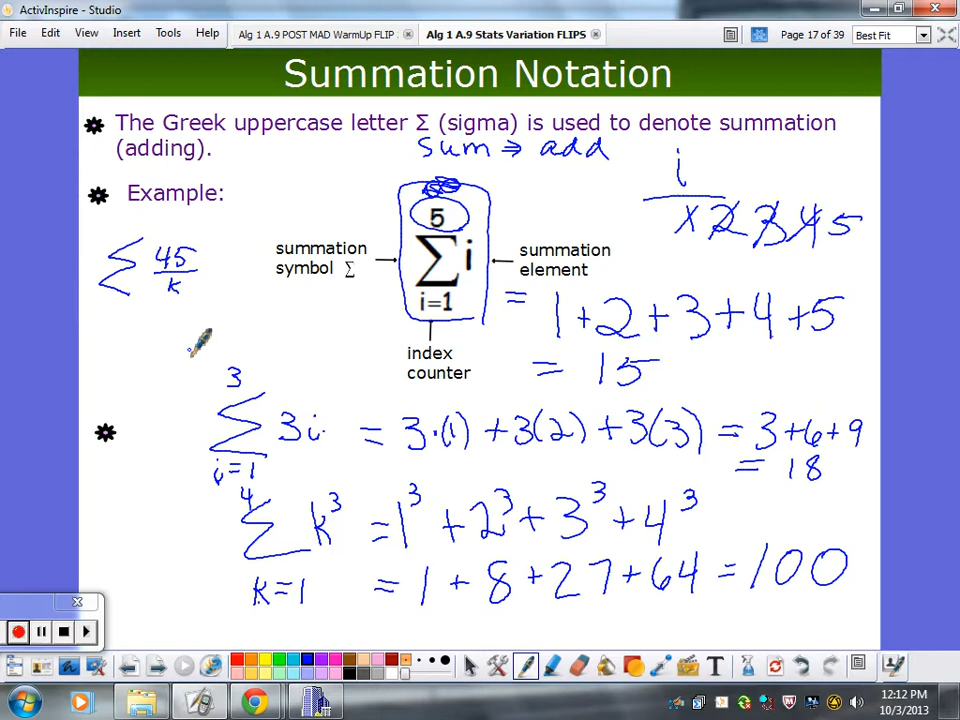 ActivInspire - Studio
File Edit View Insert Tools Help
Alg 1 A.9 POST MAD WarmUp FLIP
Alg 1 A.9 Stats Variation FLIPS
Page 17 of 39
Best Fit
Summation Notation
The Greek uppercase letter Σ (sigma) is used to denote summation
(adding).
sum ⇒ add
Example:
i
1 2 3 4 5
5
∑ i
i=1
summation
symbol ∑
summation
element
index
counter
∑ 45/k
= 1+2+3+4+5
= 15
3
∑ 3i = 3·(1) +3(2) +3(3) = 3+6+9
i=1
= 18
4
∑ k³ = 1³ +2³ +3³ +4³
k=1
= 1 + 8 + 27 + 64 = 100
T
12:12 PM
10/3/2013